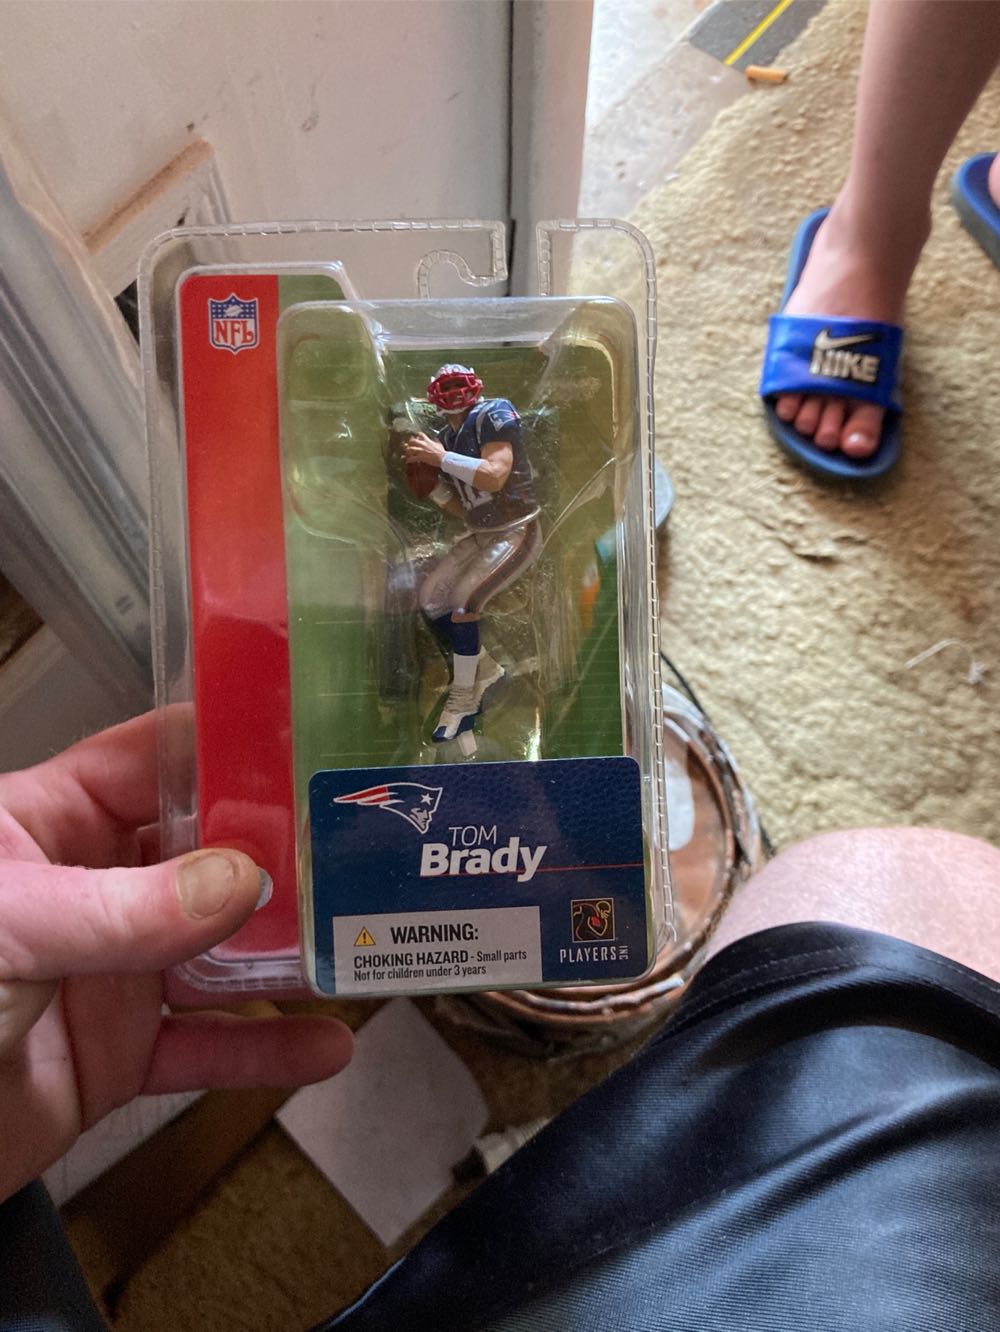 NFL
NIKE
TOM
Brady
WARNING:
CHOKING HAZARD - Small parts
Not for children under 3 years
PLAYERS INC